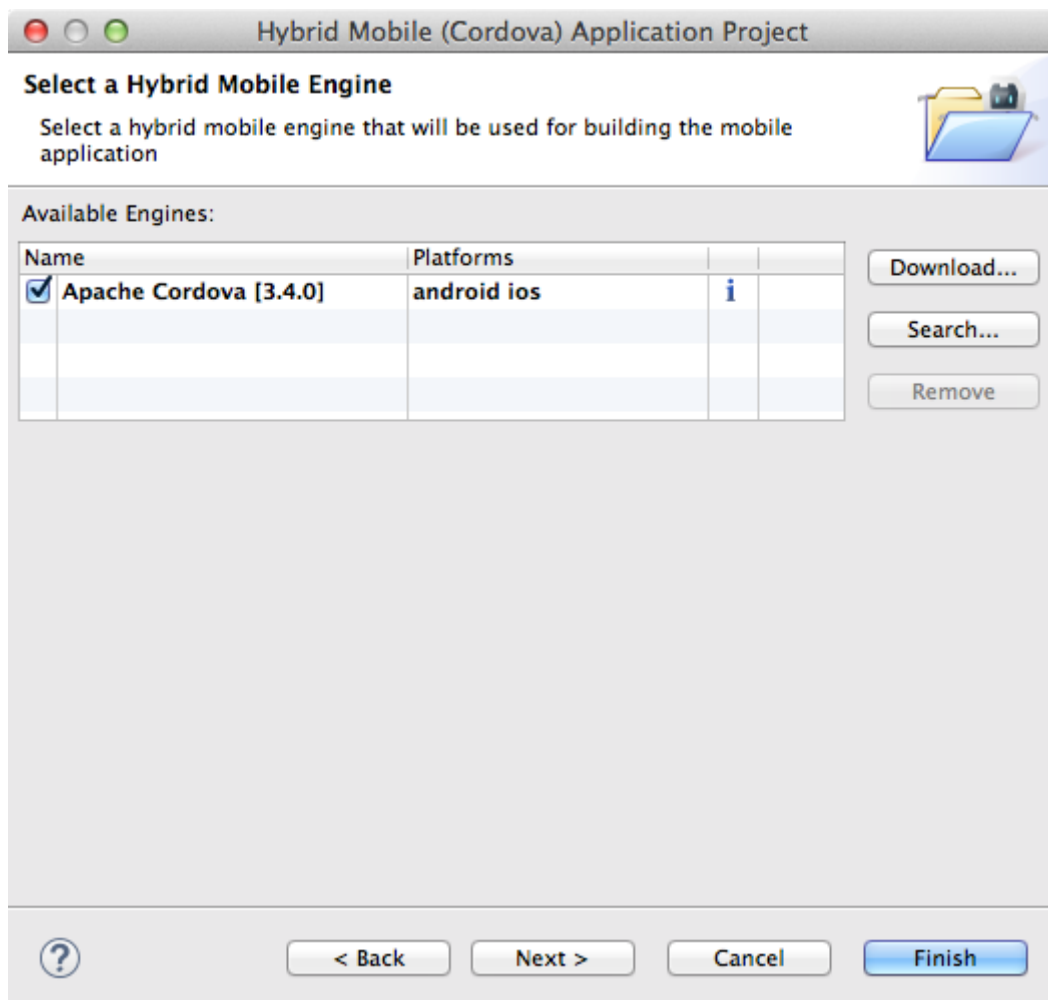 Hybrid Mobile (Cordova) Application Project
Select a Hybrid Mobile Engine
Select a hybrid mobile engine that will be used for building the mobile
application
Available Engines:
Name Platforms
Apache Cordova [3.4.0] android ios i
Download...
Search...
Remove
? < Back Next > Cancel Finish